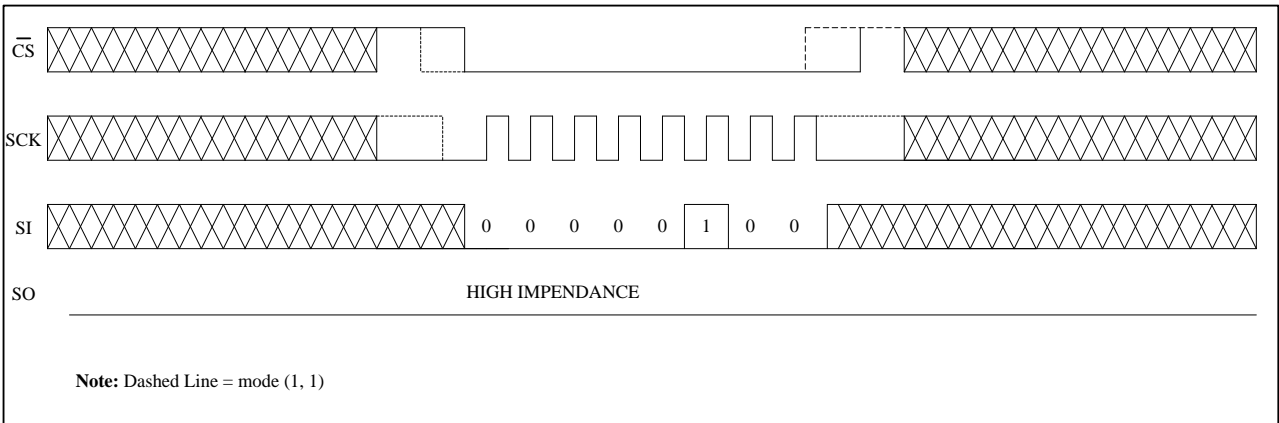 CS
SCK
SI 0 0 0 0 0 1 0 0
SO HIGH IMPENDANCE
Note: Dashed Line = mode (1, 1)